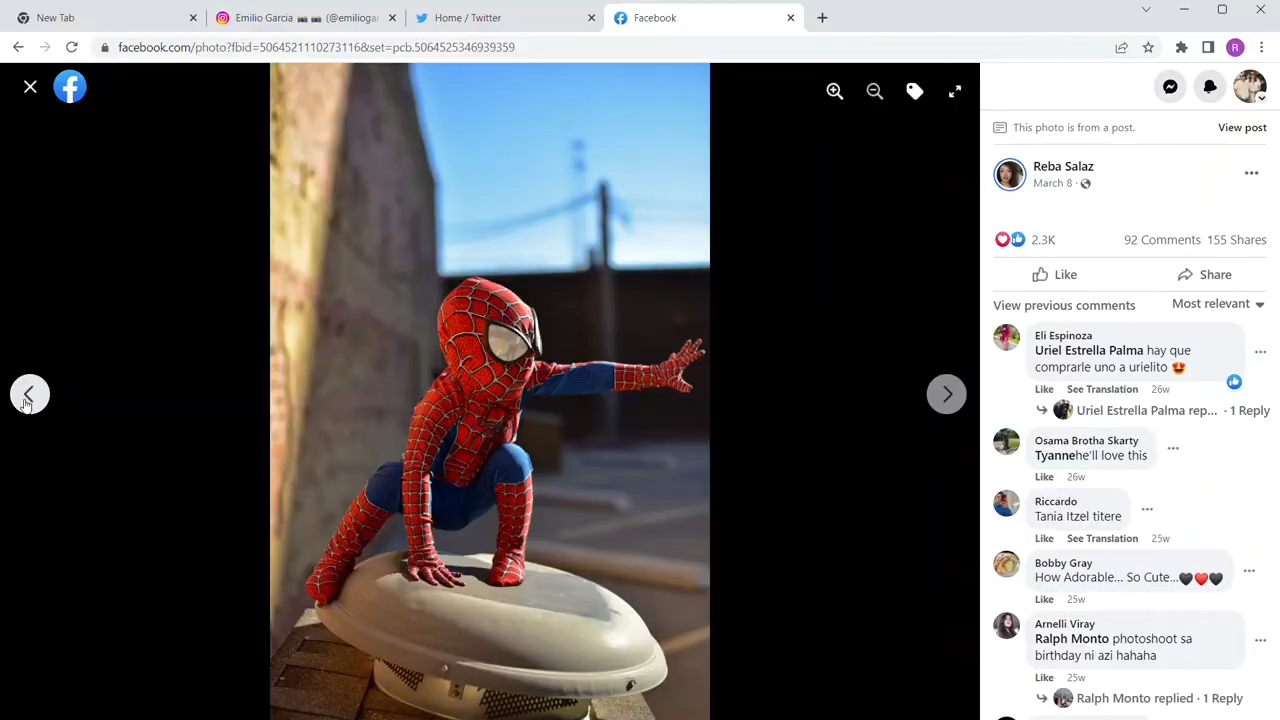 New Tab
Emilio Garcia 📸 📸 (@emiliogar
Home / Twitter
Facebook
facebook.com/photo?fbid=5064521110273116&set=pcb.5064525346939359
R
This photo is from a post.
View post
Reba Salaz
March 8 ·
2.3K
92 Comments 155 Shares
Like
Share
View previous comments
Most relevant
Eli Espinoza
Uriel Estrella Palma hay que
comprarle uno a urielito 😍
Like See Translation 26w
Uriel Estrella Palma rep... · 1 Reply
Osama Brotha Skarty
Tyannehe'll love this
Like 26w
Riccardo
Tania Itzel titere
Like See Translation 25w
Bobby Gray
How Adorable... So Cute...🖤❤️🖤
Like 25w
Arnelli Viray
Ralph Monto photoshoot sa
birthday ni azi hahaha
Like 25w
Ralph Monto replied · 1 Reply